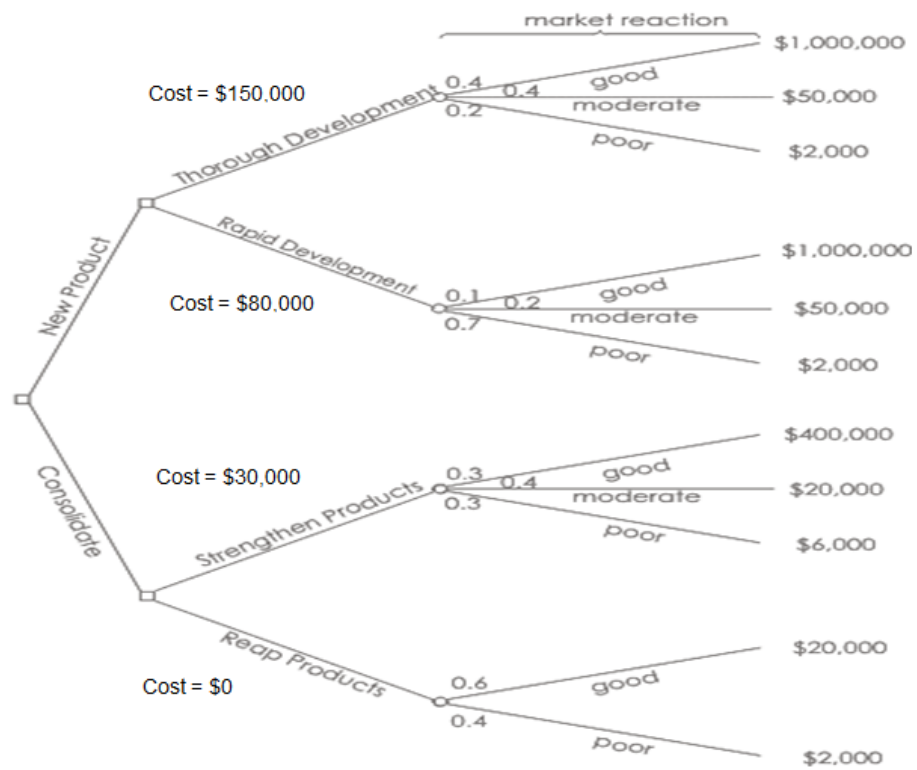 market reaction
$1,000,000
Cost = $150,000
Thorough Development
0.4
0.4
0.2
good
moderate
poor
$50,000
$2,000
New Product
Rapid Development
Cost = $80,000
0.1
0.2
0.7
good
moderate
poor
$1,000,000
$50,000
$2,000
Consolidate
Cost = $30,000
Strengthen Products
0.3
0.4
0.3
good
moderate
poor
$400,000
$20,000
$6,000
Reap Products
Cost = $0
0.6
0.4
good
poor
$20,000
$2,000